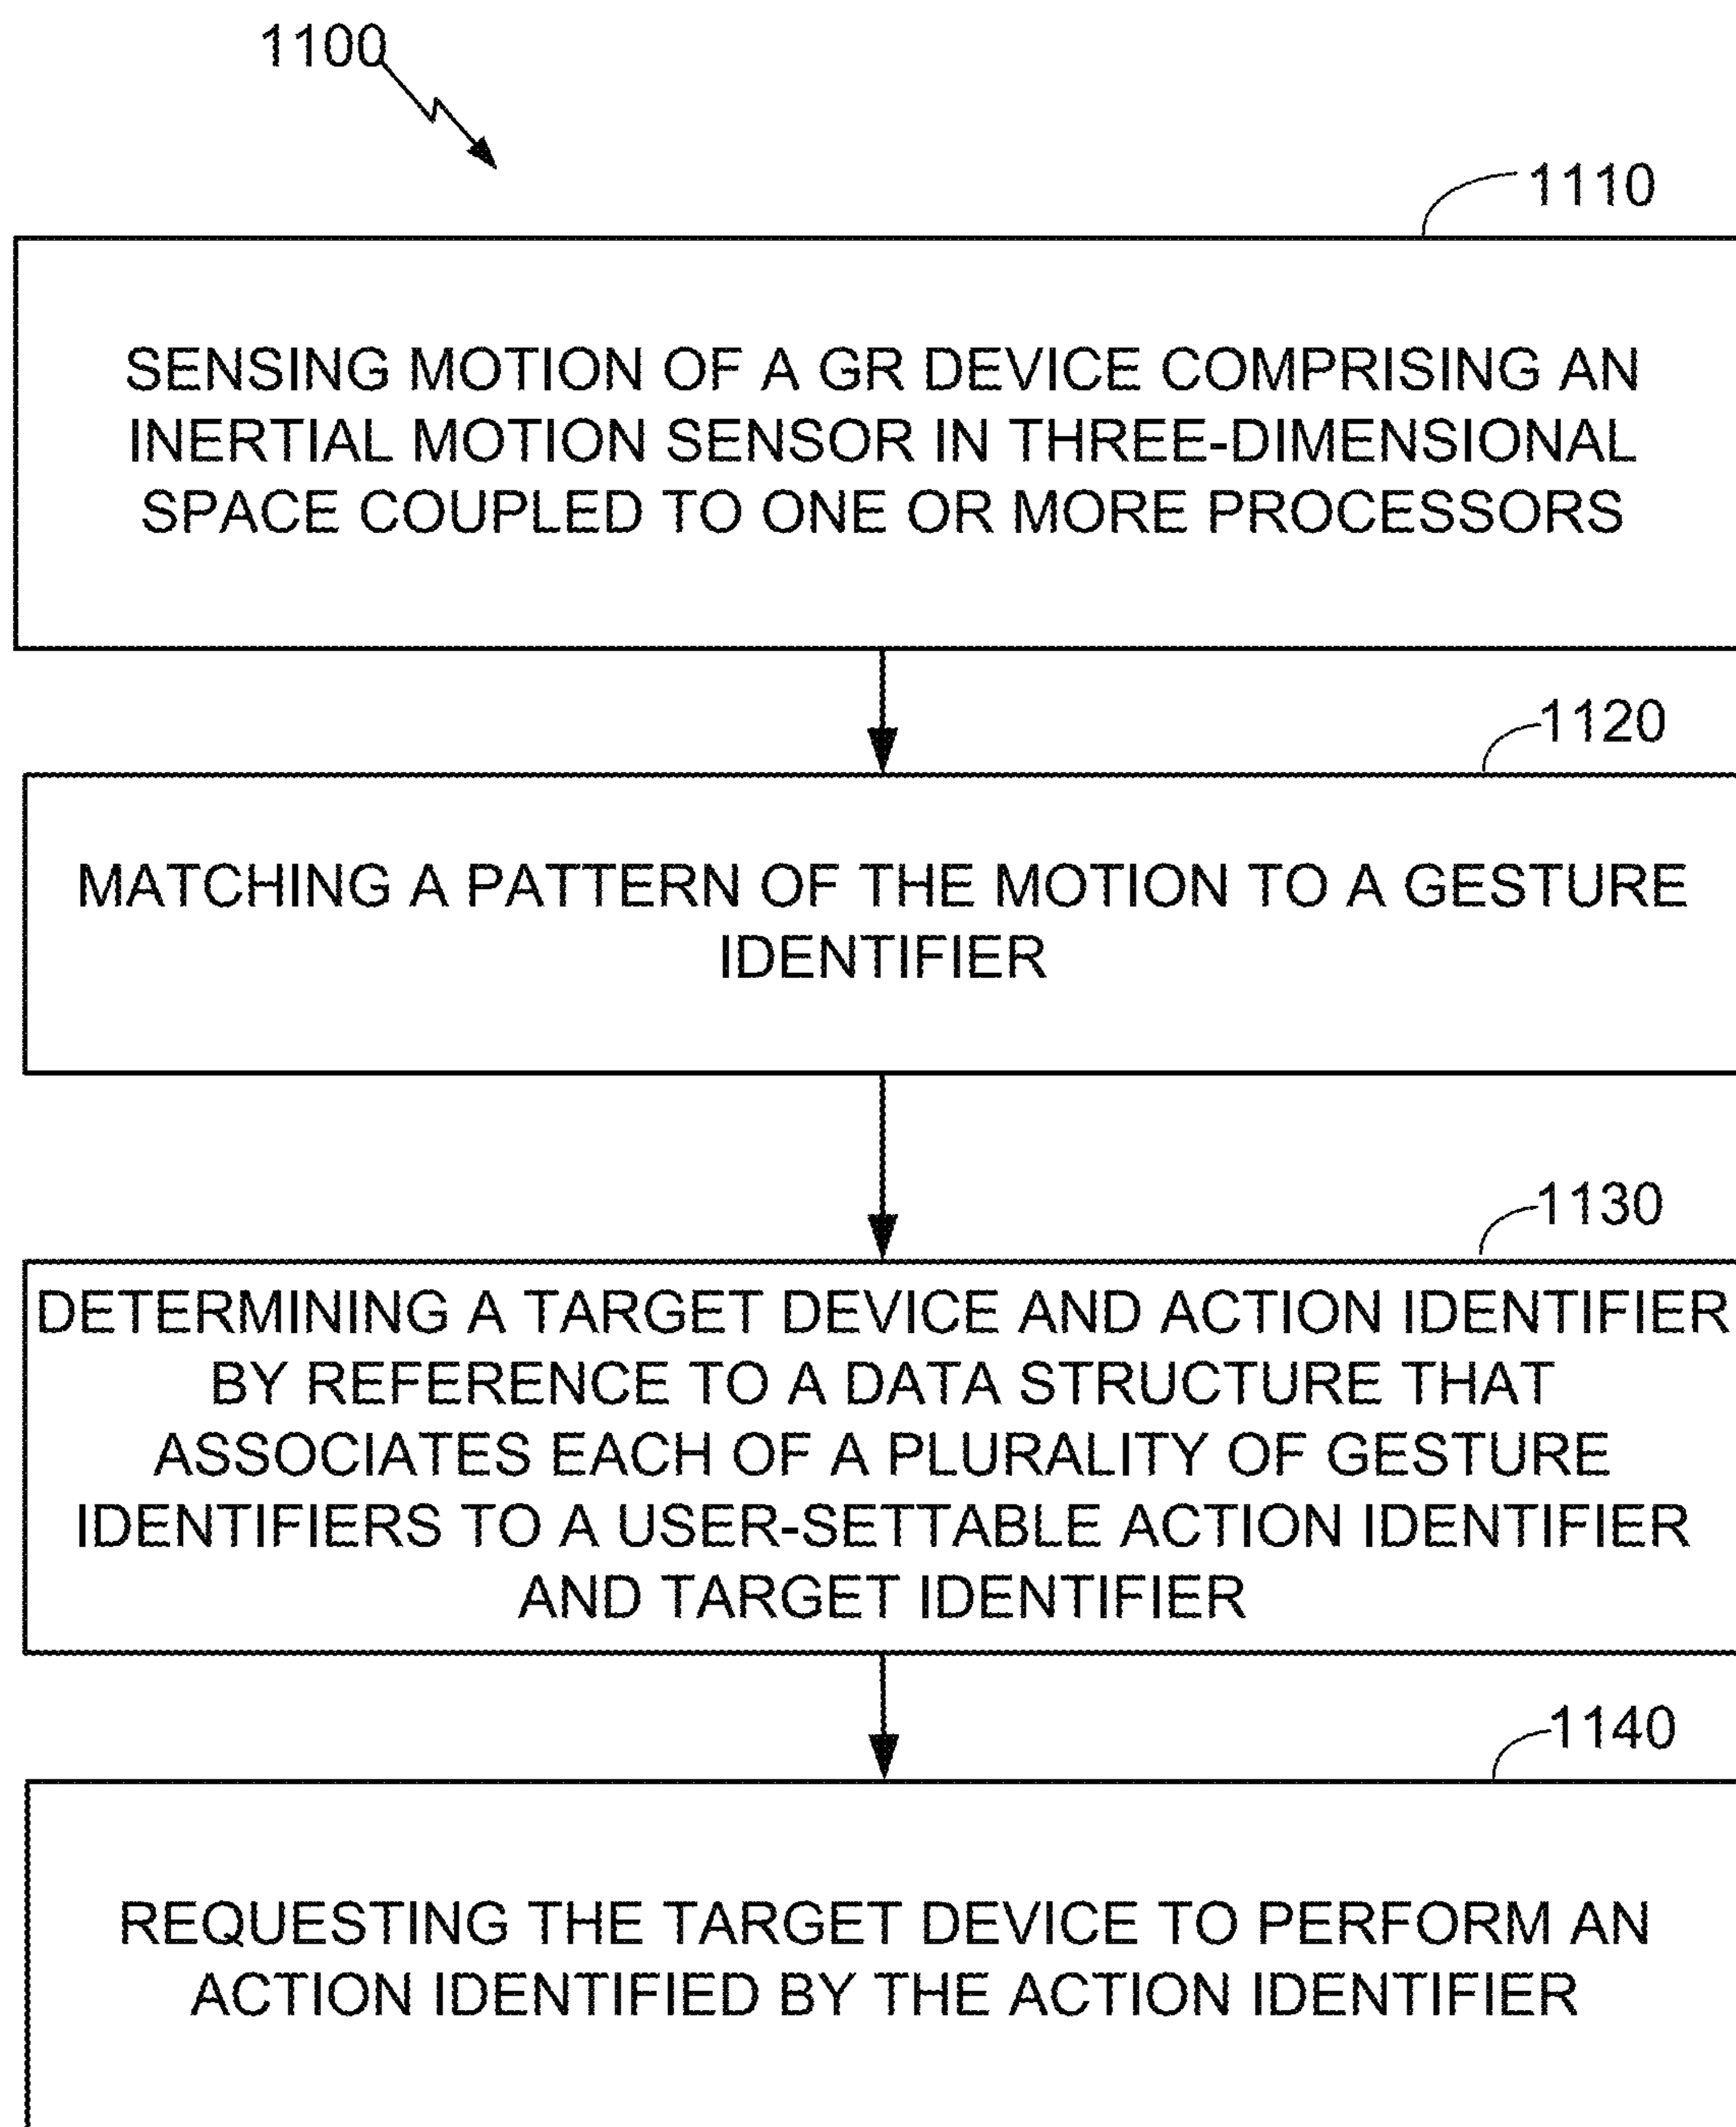 1100
1110
SENSING MOTION OF A GR DEVICE COMPRISING AN
INERTIAL MOTION SENSOR IN THREE-DIMENSIONAL
SPACE COUPLED TO ONE OR MORE PROCESSORS
1120
MATCHING A PATTERN OF THE MOTION TO A GESTURE
IDENTIFIER
1130
DETERMINING A TARGET DEVICE AND ACTION IDENTIFIER
BY REFERENCE TO A DATA STRUCTURE THAT
ASSOCIATES EACH OF A PLURALITY OF GESTURE
IDENTIFIERS TO A USER-SETTABLE ACTION IDENTIFIER
AND TARGET IDENTIFIER
1140
REQUESTING THE TARGET DEVICE TO PERFORM AN
ACTION IDENTIFIED BY THE ACTION IDENTIFIER